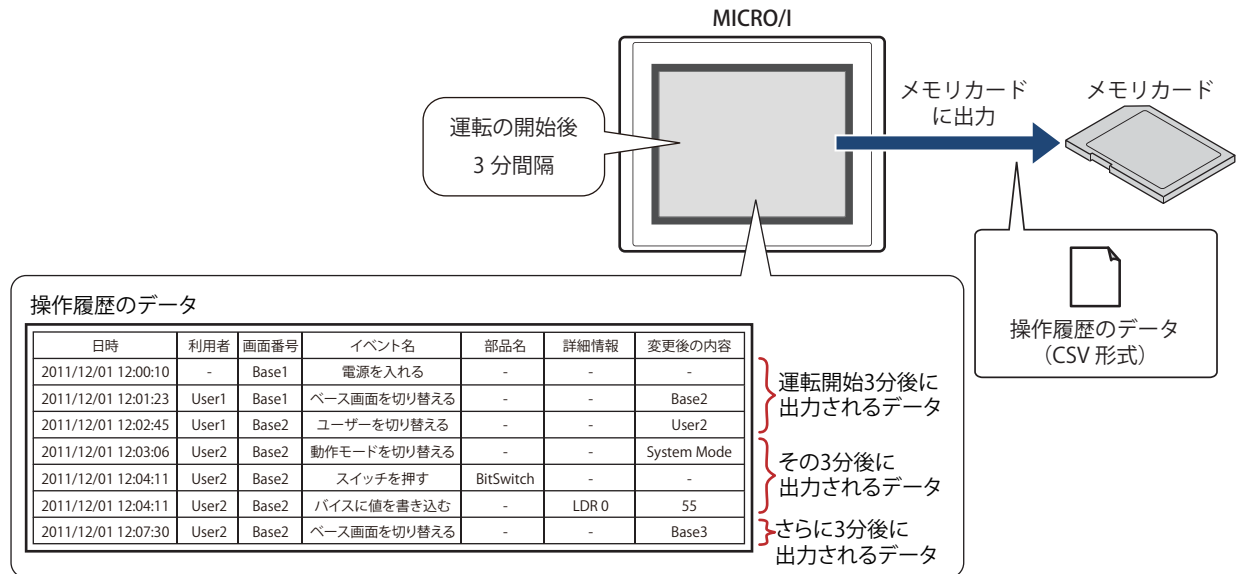 MICRO/I
運転の開始後
3 分間隔
メモリカード
に出力
メモリカード
操作履歴のデータ
(CSV 形式)
操作履歴のデータ
日時 利用者 画面番号 イベント名 部品名 詳細情報 変更後の内容
2011/12/01 12:00:10 - Base1 電源を入れる - - -
2011/12/01 12:01:23 User1 Base1 ベース画面を切り替える - - Base2
2011/12/01 12:02:45 User1 Base2 ユーザーを切り替える - - User2
2011/12/01 12:03:06 User2 Base2 動作モードを切り替える - - System Mode
2011/12/01 12:04:11 User2 Base2 スイッチを押す BitSwitch - -
2011/12/01 12:04:11 User2 Base2 バイスに値を書き込む - LDR 0 55
2011/12/01 12:07:30 User2 Base2 ベース画面を切り替える - - Base3
運転開始3分後に
出力されるデータ
その3分後に
出力されるデータ
さらに3分後に
出力されるデータ